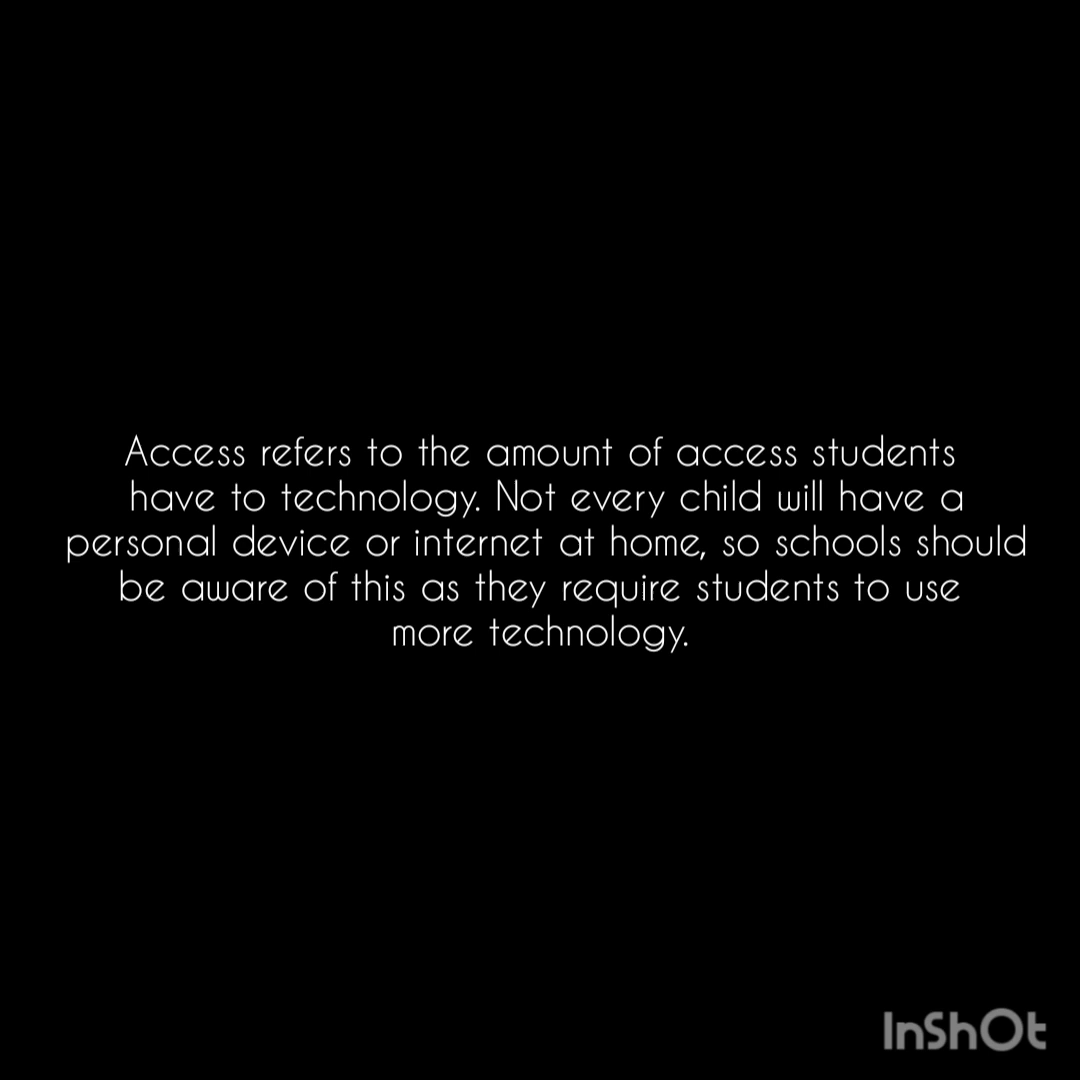 Access refers to the amount of access students
have to technology. Not every child will have a
personal device or internet at home, so schools should
be aware of this as they require students to use
more technology.
InShOt